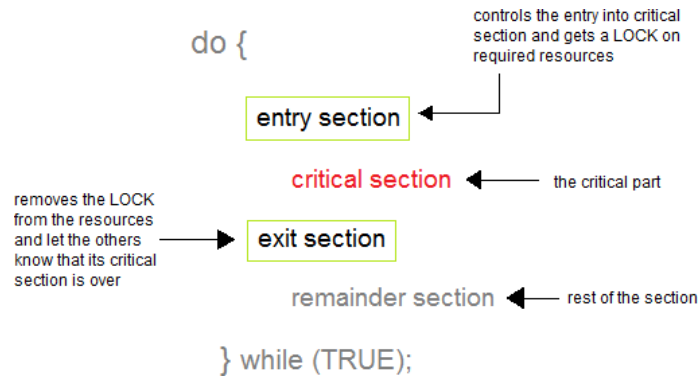 controls the entry into critical
section and gets a LOCK on
required resources
do {
entry section
critical section
the critical part
removes the LOCK
from the resources
and let the others
know that its critical
section is over
exit section
remainder section
rest of the section
} while (TRUE);